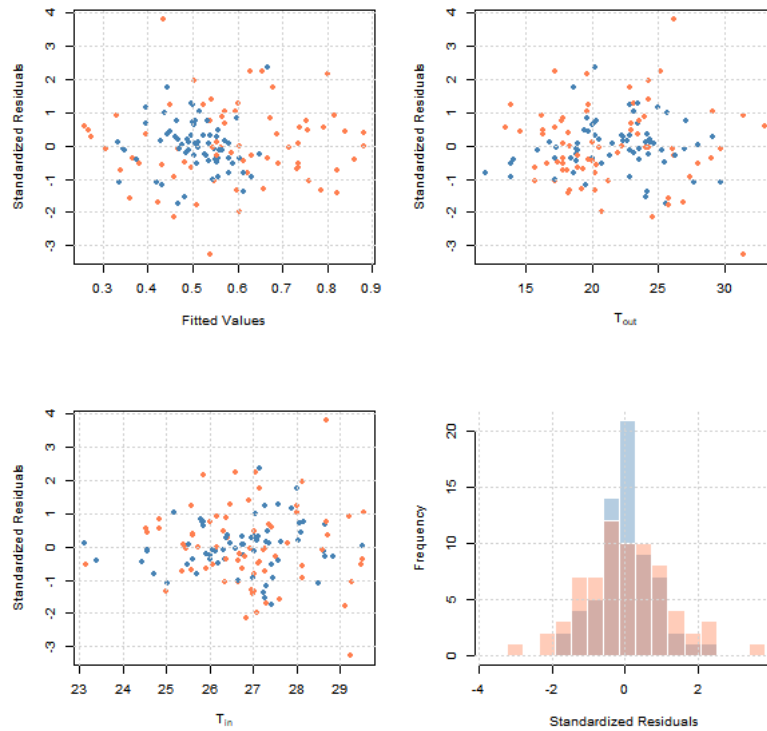 4
3
2
1
0
-1
-2
-3
Standardized Residuals
0.3 0.4 0.5 0.6 0.7 0.8 0.9
Fitted Values
4
3
2
1
0
-1
-2
-3
Standardized Residuals
15 20 25 30
Tout
4
3
2
1
0
-1
-2
-3
Standardized Residuals
23 24 25 26 27 28 29
Tin
20
15
10
5
0
Frequency
-4 -2 0 2
Standardized Residuals